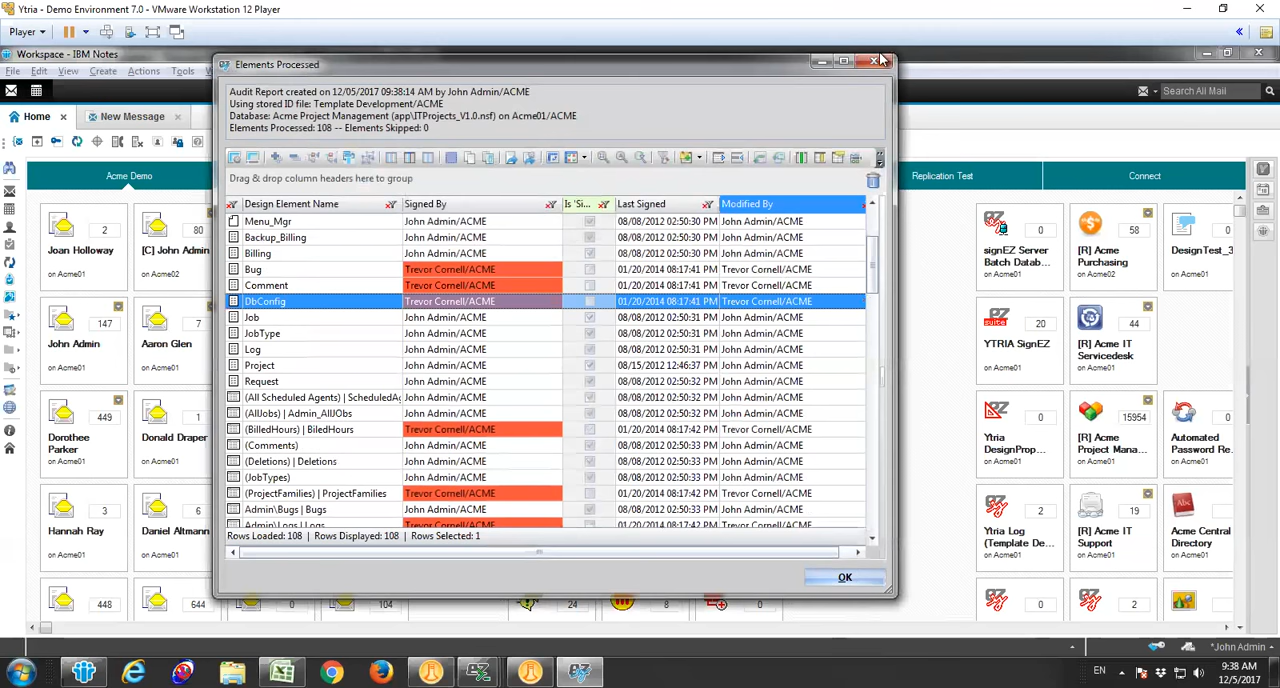 Ytria - Demo Environment 7.0 - VMware Workstation 12 Player
Player
Workspace - IBM Notes
File Edit View Create Actions Tools
Search All Mail
Home
New Message
Acme Demo
Replication Test
Connect
Elements Processed
Audit Report created on 12/05/2017 09:38:14 AM by John Admin/ACME
Using stored ID file: Template Development/ACME
Database: Acme Project Management (app\ITProjects_V1.0.nsf) on Acme01/ACME
Elements Processed: 108 -- Elements Skipped: 0
Drag & drop column headers here to group
Design Element Name Signed By Is 'Si... Last Signed Modified By
Menu_Mgr John Admin/ACME 08/08/2012 02:50:30 PM John Admin/ACME
Backup_Billing John Admin/ACME 08/08/2012 02:50:30 PM John Admin/ACME
Billing John Admin/ACME 08/08/2012 02:50:30 PM John Admin/ACME
Bug Trevor Cornell/ACME 01/20/2014 08:17:41 PM Trevor Cornell/ACME
Comment Trevor Cornell/ACME 01/20/2014 08:17:41 PM Trevor Cornell/ACME
DbConfig Trevor Cornell/ACME 01/20/2014 08:17:41 PM Trevor Cornell/ACME
Job John Admin/ACME 08/08/2012 02:50:31 PM John Admin/ACME
JobType John Admin/ACME 08/08/2012 02:50:31 PM John Admin/ACME
Log John Admin/ACME 08/08/2012 02:50:31 PM John Admin/ACME
Project John Admin/ACME 08/15/2012 12:46:37 PM John Admin/ACME
Request John Admin/ACME 08/08/2012 02:50:32 PM John Admin/ACME
(All Scheduled Agents) | ScheduledAg John Admin/ACME 08/08/2012 02:50:32 PM John Admin/ACME
(AllJobs) | Admin_AllJObs John Admin/ACME 08/08/2012 02:50:32 PM John Admin/ACME
(BilledHours) | BiledHours Trevor Cornell/ACME 01/20/2014 08:17:42 PM Trevor Cornell/ACME
(Comments) John Admin/ACME 08/08/2012 02:50:33 PM John Admin/ACME
(Deletions) | Deletions John Admin/ACME 08/08/2012 02:50:33 PM John Admin/ACME
(JobTypes) John Admin/ACME 08/08/2012 02:50:33 PM John Admin/ACME
(ProjectFamilies) | ProjectFamilies Trevor Cornell/ACME 01/20/2014 08:17:42 PM Trevor Cornell/ACME
Admin\Bugs | Bugs John Admin/ACME 08/08/2012 02:50:33 PM John Admin/ACME
Admin\Logs | Logs Trevor Cornell/ACME 01/20/2014 08:17:42 PM Trevor Cornell/ACME
Rows Loaded: 108 | Rows Displayed: 108 | Rows Selected: 1
OK
2
Joan Holloway
on Acme01
80
[C] John Admin
on Acme02
147
John Admin
on Acme01
7
Aaron Glen
on Acme01
449
Dorothee
Parker
on Acme01
1
Donald Draper
on Acme01
3
Hannah Ray
on Acme01
6
Daniel Altmann
on Acme01
448
644
0
104
24
8
0
0
signEZ Server
Batch Datab...
on Acme01
58
[R] Acme
Purchasing
on Acme01
DesignTest_3
on Acme01
20
YTRIA SignEZ
on Acme01
44
[R] Acme IT
Servicedesk
on Acme01
0
Ytria
DesignProp...
on Acme01
15954
[R] Acme
Project Mana...
on Acme01
0
Automated
Password Re...
on Acme01
2
Ytria Log
(Template De...
on Acme01
19
[R] Acme IT
Support
on Acme01
Acme Central
Directory
on Acme01
0
2
*John Admin
EN
9:38 AM
12/5/2017